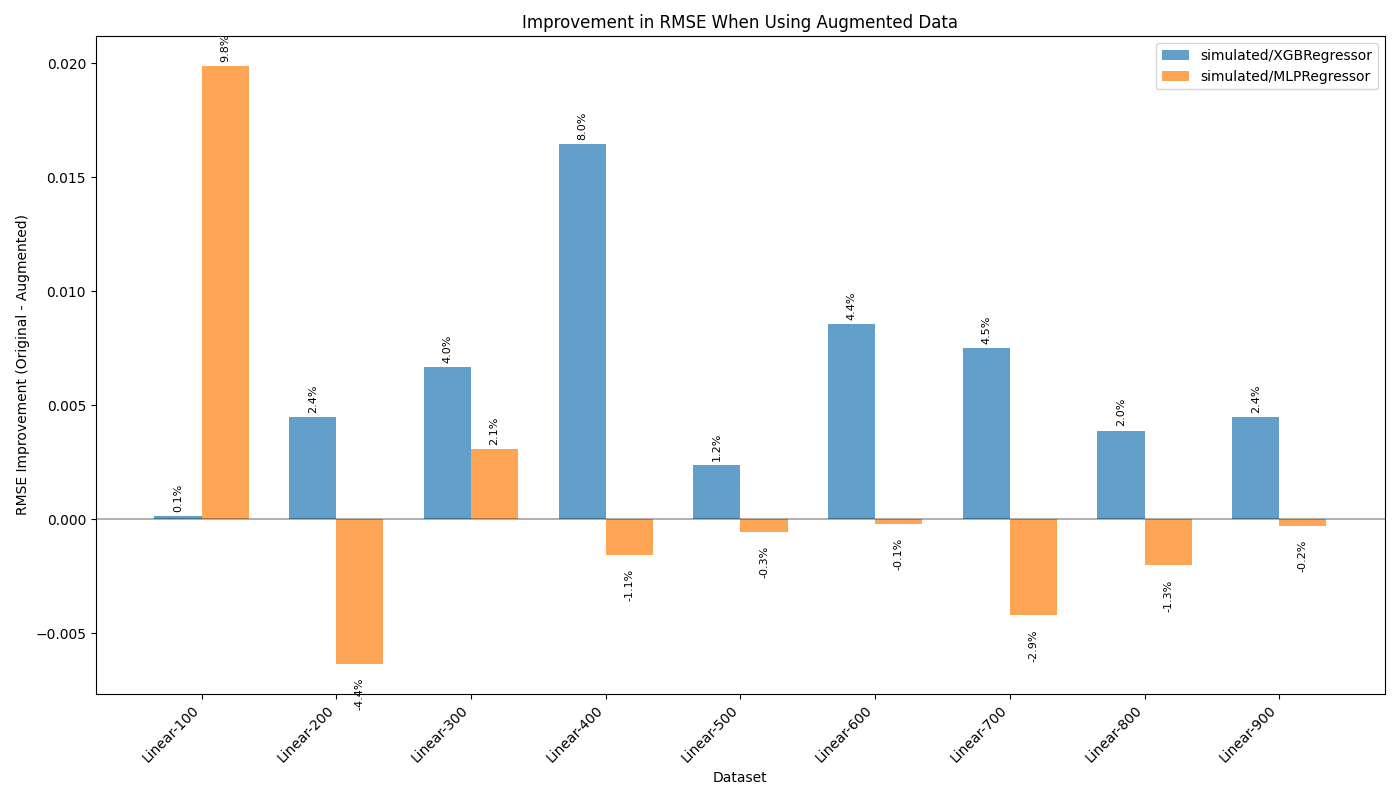 Improvement in RMSE When Using Augmented Data
simulated/XGBRegressor
simulated/MLPRegressor
RMSE Improvement (Original - Augmented)
0.020
0.015
0.010
0.005
0.000
−0.005
0.1%
9.8%
2.4%
-4.4%
4.0%
2.1%
8.0%
-1.1%
1.2%
-0.3%
4.4%
-0.1%
4.5%
-2.9%
2.0%
-1.3%
2.4%
-0.2%
Linear-100
Linear-200
Linear-300
Linear-400
Linear-500
Linear-600
Linear-700
Linear-800
Linear-900
Dataset